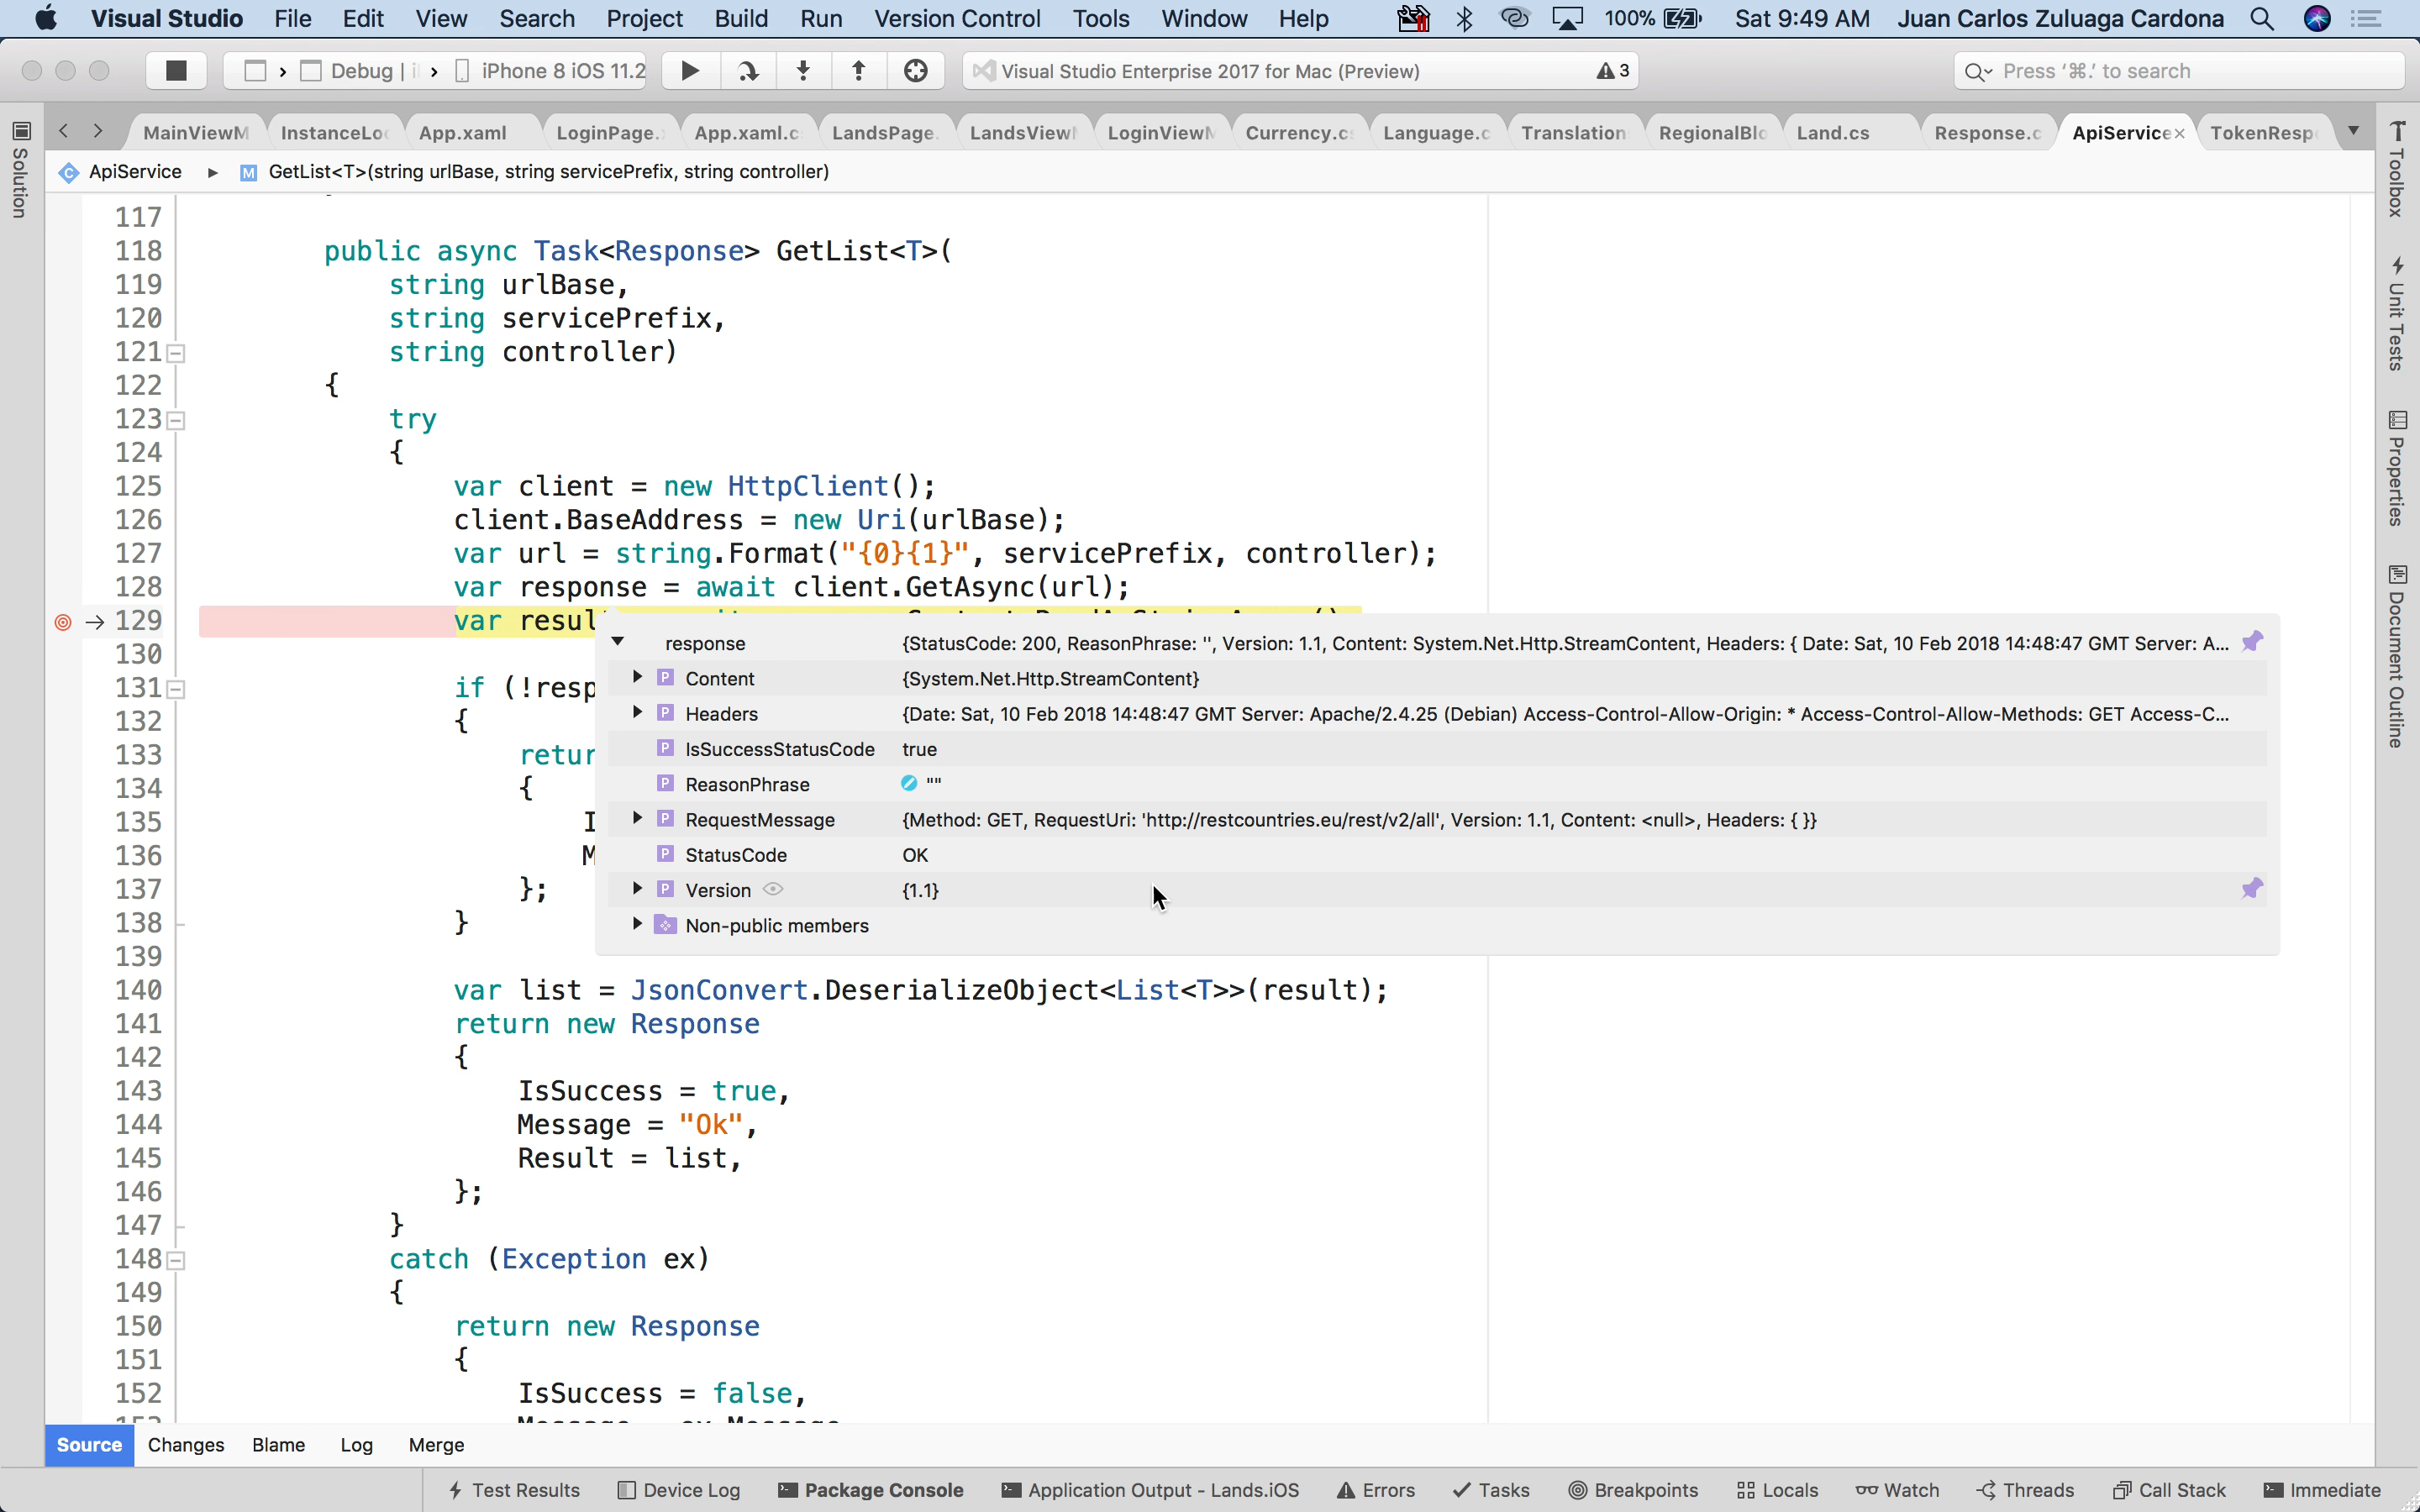 Visual Studio File Edit View Search Project Build Run Version Control Tools Window Help 100% Sat 9:49 AM Juan Carlos Zuluaga Cardona
Debug | iPhone 8 iOS 11.2 Visual Studio Enterprise 2017 for Mac (Preview) 3 Press ‘⌘.’ to search
MainViewM InstanceLo App.xaml LoginPage. App.xaml.c LandsPage. LandsView LoginView Currency.c Language.c Translation RegionalBlo Land.cs Response.c ApiService× TokenResp
Solution
ApiService ▸ M GetList<T>(string urlBase, string servicePrefix, string controller)
Toolbox
Unit Tests
Properties
Document Outline
117
118 public async Task<Response> GetList<T>(
119 string urlBase,
120 string servicePrefix,
121 string controller)
122 {
123 try
124 {
125 var client = new HttpClient();
126 client.BaseAddress = new Uri(urlBase);
127 var url = string.Format("{0}{1}", servicePrefix, controller);
128 var response = await client.GetAsync(url);
129 var resul
130
131 if (!resp
132 {
133 retur
134 {
135 I
136 M
137 };
138 }
139
response {StatusCode: 200, ReasonPhrase: '', Version: 1.1, Content: System.Net.Http.StreamContent, Headers: { Date: Sat, 10 Feb 2018 14:48:47 GMT Server: A...
P Content {System.Net.Http.StreamContent}
P Headers {Date: Sat, 10 Feb 2018 14:48:47 GMT Server: Apache/2.4.25 (Debian) Access-Control-Allow-Origin: * Access-Control-Allow-Methods: GET Access-C...
P IsSuccessStatusCode true
P ReasonPhrase ""
P RequestMessage {Method: GET, RequestUri: 'http://restcountries.eu/rest/v2/all', Version: 1.1, Content: <null>, Headers: { }}
P StatusCode OK
P Version {1.1}
Non-public members
140 var list = JsonConvert.DeserializeObject<List<T>>(result);
141 return new Response
142 {
143 IsSuccess = true,
144 Message = "Ok",
145 Result = list,
146 };
147 }
148 catch (Exception ex)
149 {
150 return new Response
151 {
152 IsSuccess = false,
Source Changes Blame Log Merge
Test Results Device Log Package Console Application Output - Lands.iOS Errors Tasks Breakpoints Locals Watch Threads Call Stack Immediate